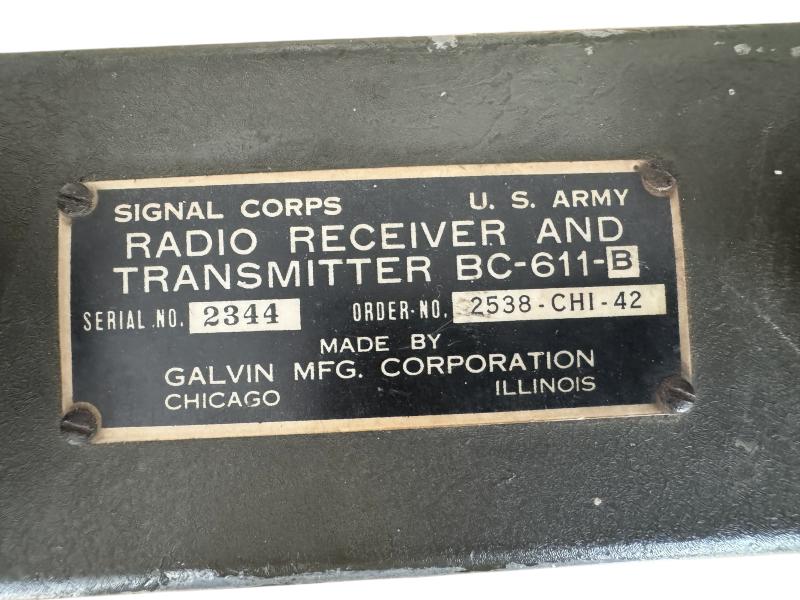 SIGNAL CORPS U. S. ARMY
RADIO RECEIVER AND
TRANSMITTER BC-611-B
SERIAL NO. 2344 ORDER NO. 2538-CHI-42
MADE BY
GALVIN MFG. CORPORATION
CHICAGO ILLINOIS